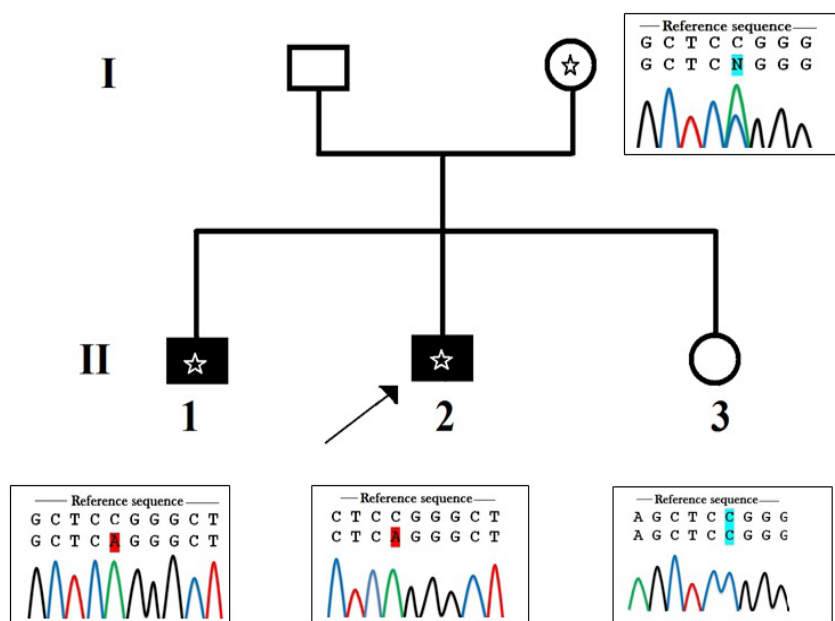 Reference sequence
G C T C C G G G
G C T C N G G G
I
II
1
2
3
Reference sequence
G C T C C G G G C T
G C T C A G G G C T
Reference sequence
C T C C G G G C T
C T C A G G G C T
Reference sequence
A G C T C C G G G
A G C T C C G G G